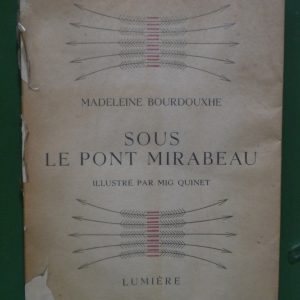 MADELEINE BOURDOUXHE
SOUS
LE PONT MIRABEAU
ILLUSTRÉ PAR MIG QUINET
LUMIÈRE